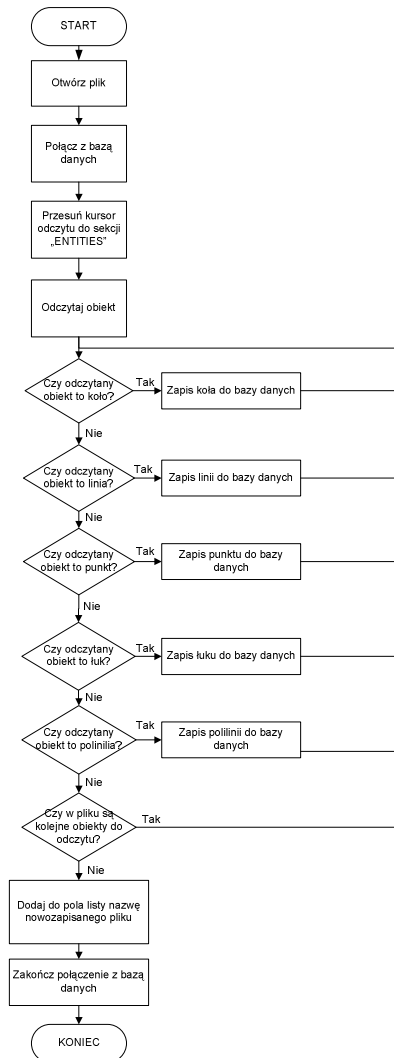 START
Otwórz plik
Połącz z bazą
danych
Przesuń kursor
odczytu do sekcji
„ENTITIES”
Odczytaj obiekt
Czy odczytany
obiekt to koło?
Tak
Zapis koła do bazy danych
Nie
Czy odczytany
obiekt to linia?
Tak
Zapis linii do bazy danych
Nie
Czy odczytany
obiekt to punkt?
Tak
Zapis punktu do bazy
danych
Nie
Czy odczytany
obiekt to łuk?
Tak
Zapis łuku do bazy danych
Nie
Czy odczytany
obiekt to polinilia?
Tak
Zapis polilinii do bazy
danych
Nie
Czy w pliku są
kolejne obiekty do
odczytu?
Tak
Nie
Dodaj do pola listy nazwę
nowozapisanego pliku
Zakończ połączenie z bazą
danych
KONIEC